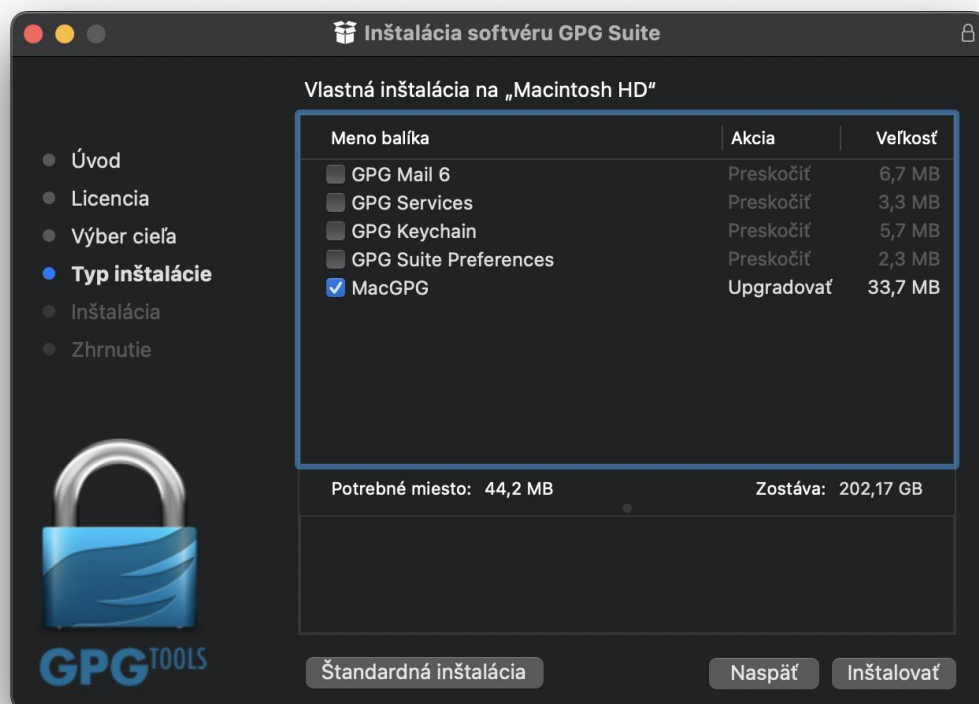 Inštalácia softvéru GPG Suite
Vlastná inštalácia na „Macintosh HD“
Úvod
Licencia
Výber cieľa
Typ inštalácie
Inštalácia
Zhrnutie
Meno balíka Akcia Veľkosť
GPG Mail 6 Preskočiť 6,7 MB
GPG Services Preskočiť 3,3 MB
GPG Keychain Preskočiť 5,7 MB
GPG Suite Preferences Preskočiť 2,3 MB
MacGPG Upgradovať 33,7 MB
Potrebné miesto: 44,2 MB Zostáva: 202,17 GB
GPGTOOLS
Štandardná inštalácia Naspäť Inštalovať